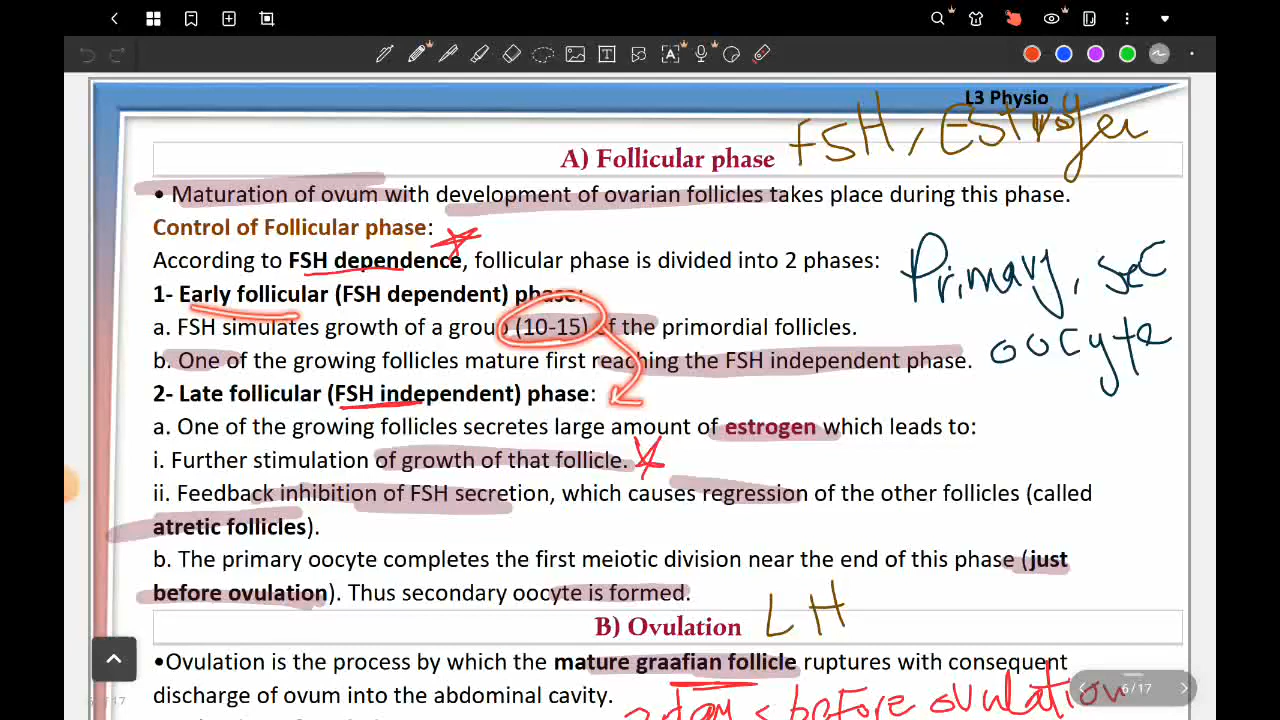 L3 Physio
FSH, Estrogen
A) Follicular phase
• Maturation of ovum with development of ovarian follicles takes place during this phase.
Control of Follicular phase:
According to FSH dependence, follicular phase is divided into 2 phases:
Primary, sec
oocyte
1- Early follicular (FSH dependent) phase:
a. FSH simulates growth of a group (10-15) of the primordial follicles.
b. One of the growing follicles mature first reaching the FSH independent phase.
2- Late follicular (FSH independent) phase:
a. One of the growing follicles secretes large amount of estrogen which leads to:
i. Further stimulation of growth of that follicle.
ii. Feedback inhibition of FSH secretion, which causes regression of the other follicles (called
atretic follicles).
b. The primary oocyte completes the first meiotic division near the end of this phase (just
before ovulation). Thus secondary oocyte is formed.
B) Ovulation
LH
•Ovulation is the process by which the mature graafian follicle ruptures with consequent
discharge of ovum into the abdominal cavity.
before ovulation
6/17